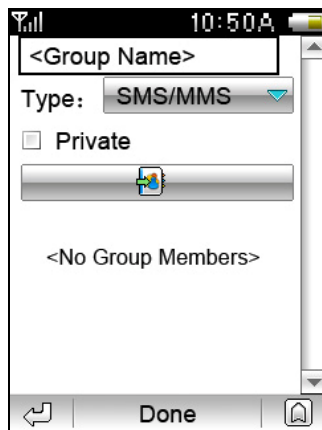 10:50A
<Group Name>
Type: SMS/MMS
Private
<No Group Members>
Done